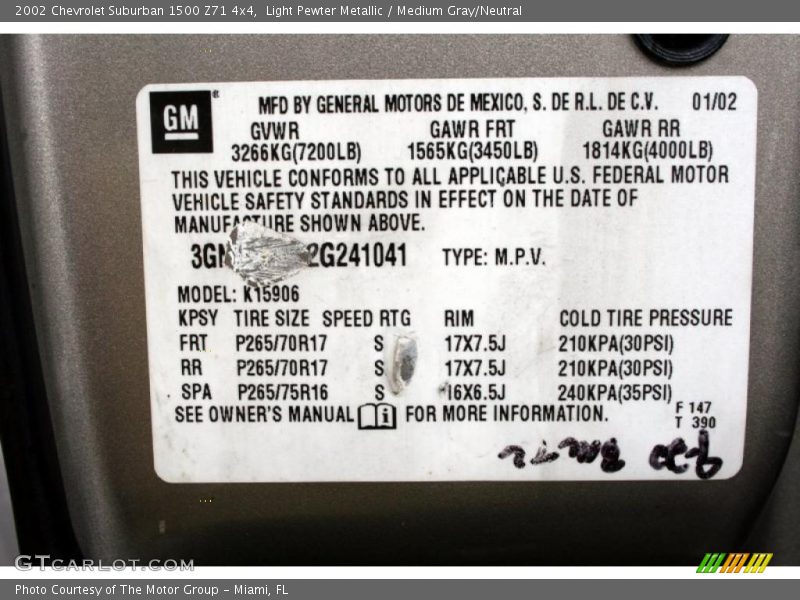 2002 Chevrolet Suburban 1500 Z71 4x4, Light Pewter Metallic / Medium Gray/Neutral
GM®
MFD BY GENERAL MOTORS DE MEXICO, S. DE R.L. DE C.V. 01/02
GVWR GAWR FRT GAWR RR
3266KG(7200LB) 1565KG(3450LB) 1814KG(4000LB)
THIS VEHICLE CONFORMS TO ALL APPLICABLE U.S. FEDERAL MOTOR
VEHICLE SAFETY STANDARDS IN EFFECT ON THE DATE OF
MANUFACTURE SHOWN ABOVE.
3GN 2G241041 TYPE: M.P.V.
MODEL: K15906
KPSY TIRE SIZE SPEED RTG RIM COLD TIRE PRESSURE
FRT P265/70R17 S 17X7.5J 210KPA(30PSI)
RR P265/70R17 S 17X7.5J 210KPA(30PSI)
SPA P265/75R16 S 16X6.5J 240KPA(35PSI)
SEE OWNER'S MANUAL i FOR MORE INFORMATION.
F 147
T 390
GTCARLOT.COM
Photo Courtesy of The Motor Group - Miami, FL